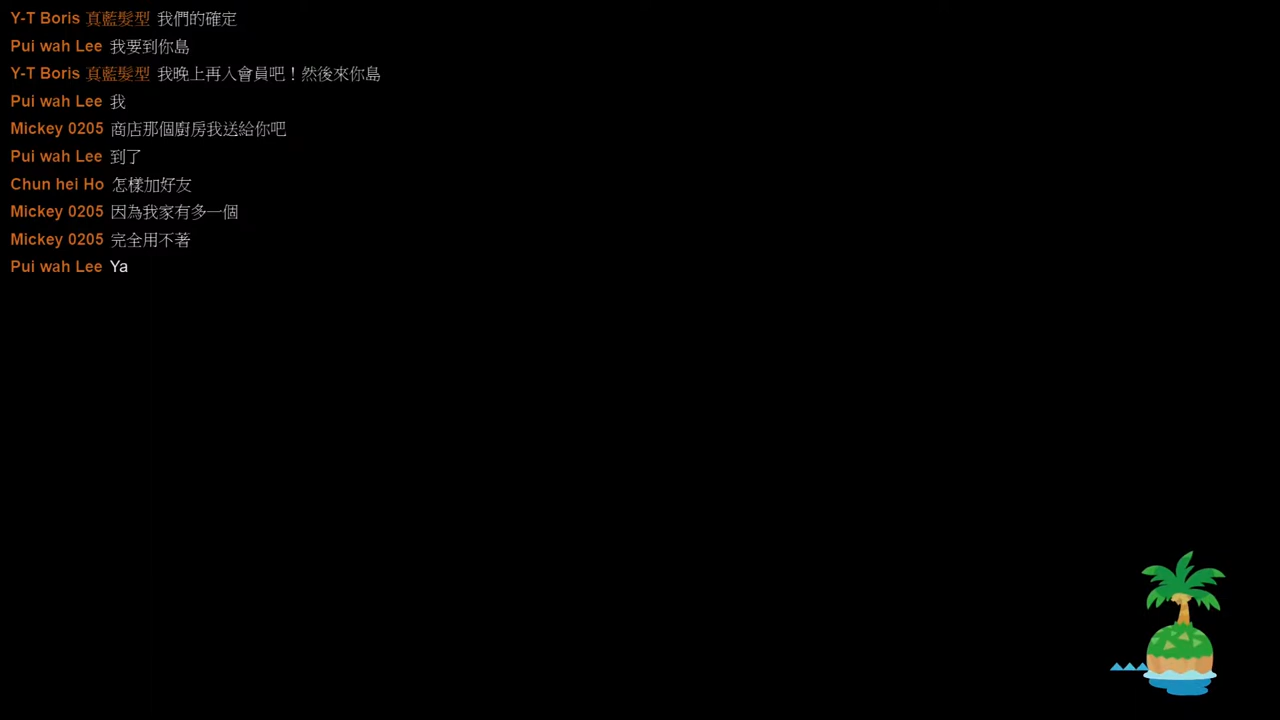 Y-T Boris 真藍髮型 我們的確定
Pui wah Lee 我要到你島
Y-T Boris 真藍髮型 我晚上再入會員吧！然後來你島
Pui wah Lee 我
Mickey 0205 商店那個廚房我送給你吧
Pui wah Lee 到了
Chun hei Ho 怎樣加好友
Mickey 0205 因為我家有多一個
Mickey 0205 完全用不著
Pui wah Lee Ya